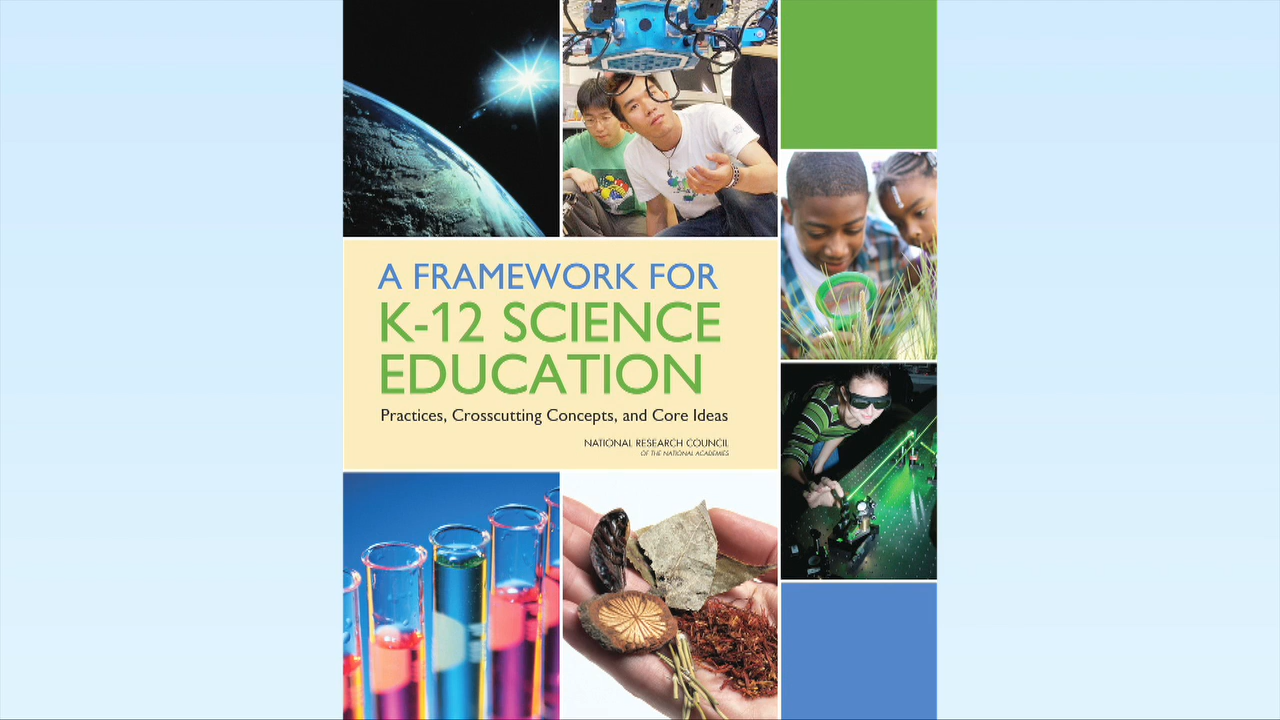 A FRAMEWORK FOR
K-12 SCIENCE
EDUCATION
Practices, Crosscutting Concepts, and Core Ideas
NATIONAL RESEARCH COUNCIL
OF THE NATIONAL ACADEMIES